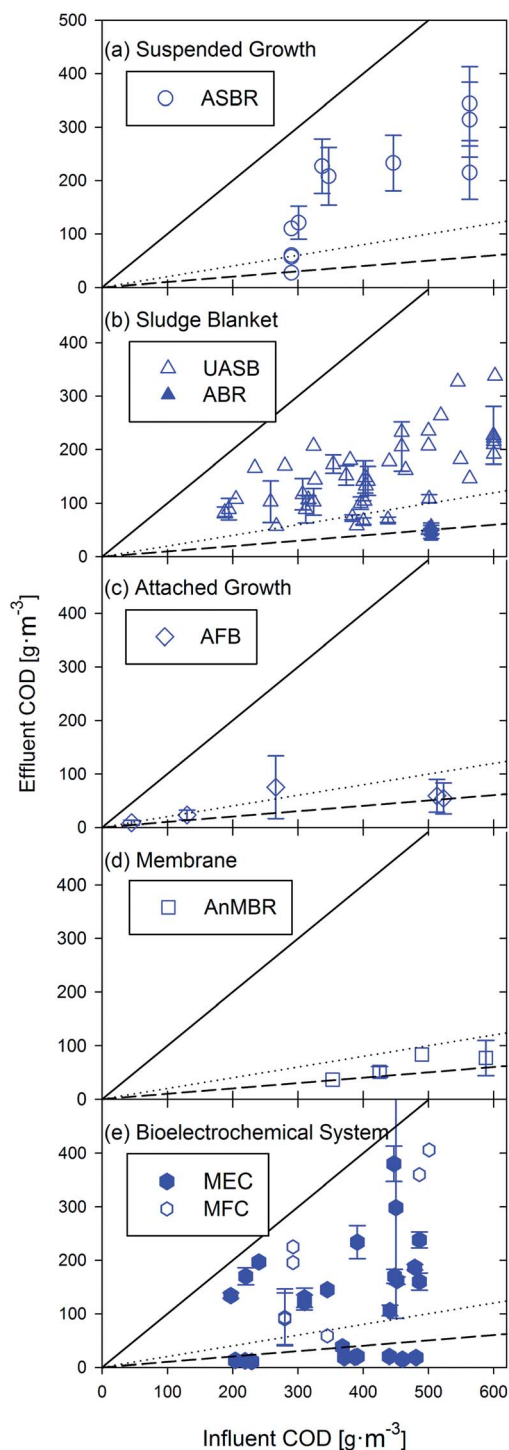 500
(a) Suspended Growth
400
ASBR
300
200
100
0
(b) Sludge Blanket
400
UASB
ABR
300
200
100
0
(c) Attached Growth
400
AFB
300
200
100
0
(d) Membrane
400
AnMBR
300
200
100
0
(e) Bioelectrochemical System
400
MEC
MFC
300
200
100
0
0 100 200 300 400 500 600
Effluent COD [g·m⁻³]
Influent COD [g·m⁻³]